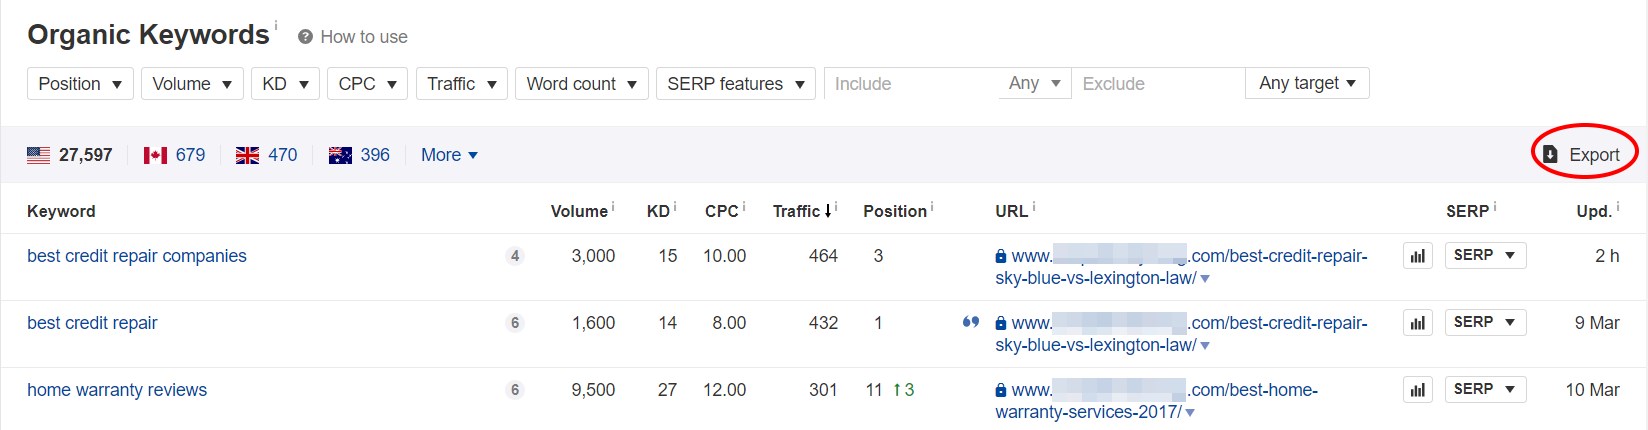 Organic Keywords i ? How to use
Position ▼ Volume ▼ KD ▼ CPC ▼ Traffic ▼ Word count ▼ SERP features ▼ Include Any ▼ Exclude Any target ▼
27,597 679 470 396 More ▼ Export
Keyword Volume i KD i CPC i Traffic ↓ i Position i URL i SERP i Upd. i
best credit repair companies 4 3,000 15 10.00 464 3 www. .com/best-credit-repair- SERP ▼ 2 h
sky-blue-vs-lexington-law/ ▼
best credit repair 6 1,600 14 8.00 432 1 www. .com/best-credit-repair- SERP ▼ 9 Mar
sky-blue-vs-lexington-law/ ▼
home warranty reviews 6 9,500 27 12.00 301 11 ↑3 www. .com/best-home- SERP ▼ 10 Mar
warranty-services-2017/ ▼